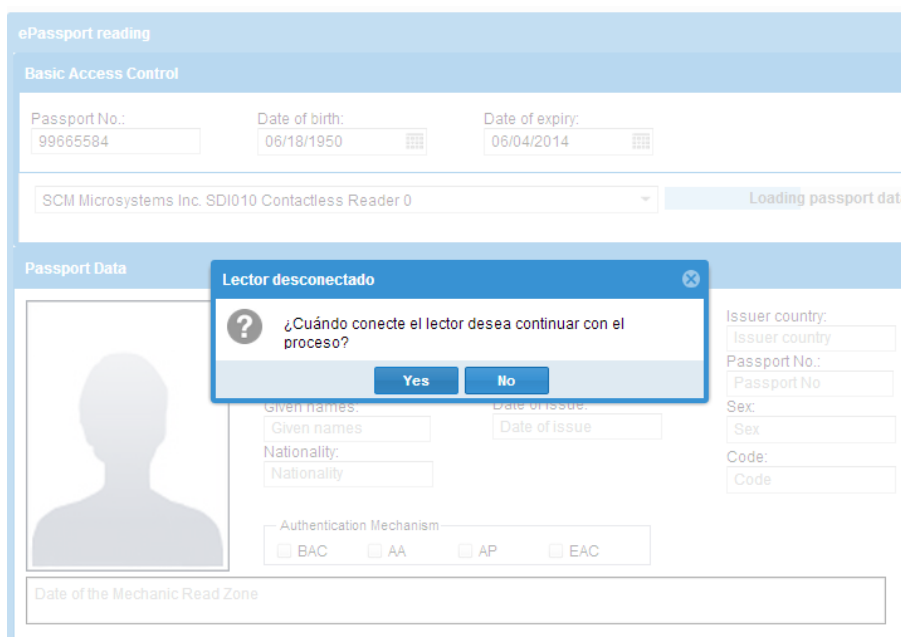 ePassport reading
Basic Access Control
Passport No.: Date of birth: Date of expiry:
99665584 06/18/1950 06/04/2014
SCM Microsystems Inc. SDI010 Contactless Reader 0 Loading passport dat
Passport Data
Lector desconectado
¿Cuándo conecte el lector desea continuar con el
proceso?
Yes No
Issuer country:
Issuer country
Passport No.:
Passport No
Given names: Date of issue: Sex:
Given names Date of issue Sex
Nationality: Code:
Nationality Code
Authentication Mechanism
BAC AA AP EAC
Date of the Mechanic Read Zone